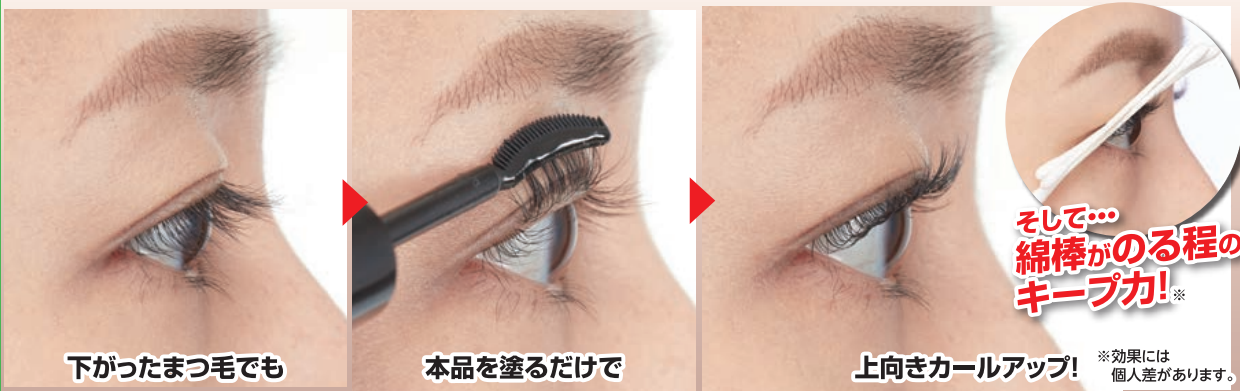 下がったまつ毛でも
本品を塗るだけで
上向きカールアップ!
そして…
綿棒がのる程の
キープ力!※
※効果には
個人差があります。